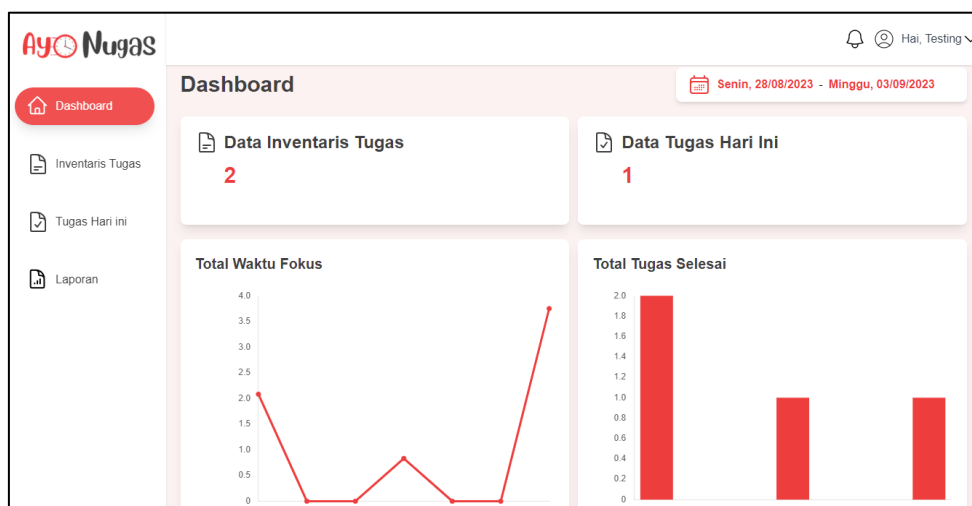 Ayo Nugas
Hai, Testing
Dashboard
Inventaris Tugas
Tugas Hari ini
Laporan
Dashboard
Senin, 28/08/2023 - Minggu, 03/09/2023
Data Inventaris Tugas
2
Data Tugas Hari Ini
1
Total Waktu Fokus
4.0
3.5
3.0
2.5
2.0
1.5
1.0
0.5
0
Total Tugas Selesai
2.0
1.8
1.6
1.4
1.2
1.0
0.8
0.6
0.4
0.2
0